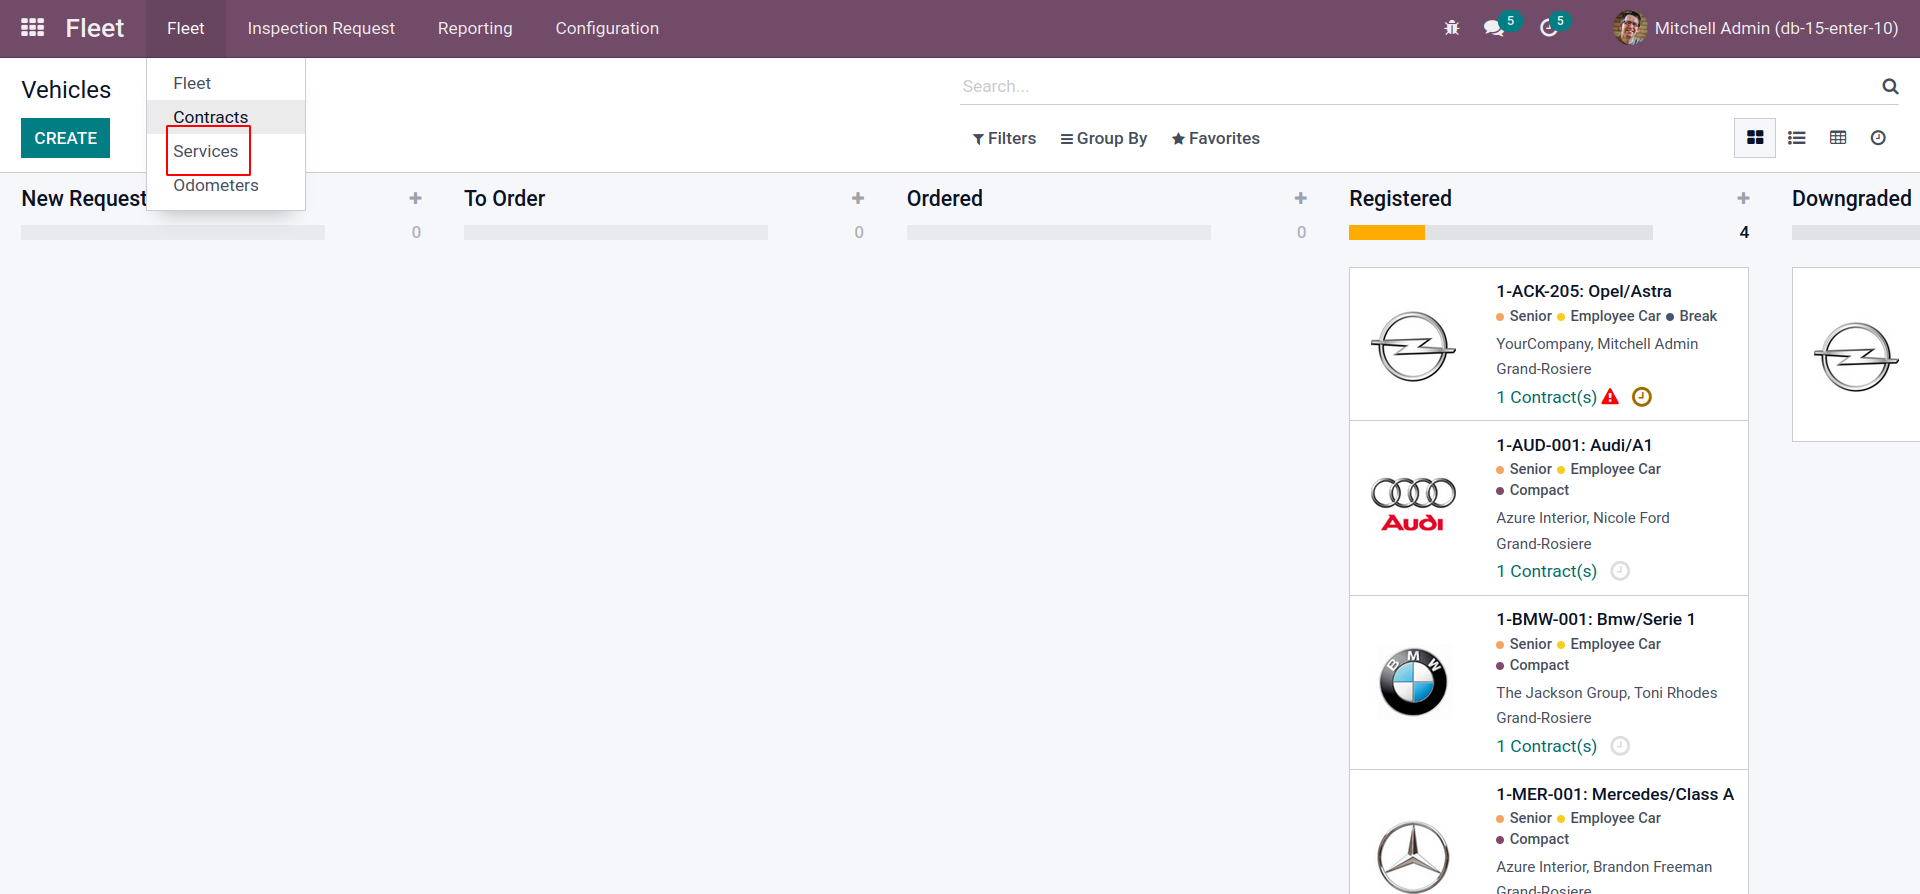 Fleet
Fleet
Inspection Request
Reporting
Configuration
5
5
Mitchell Admin (db-15-enter-10)
Vehicles
CREATE
Fleet
Contracts
Services
Odometers
Search...
Filters
Group By
Favorites
New Request
0
To Order
0
Ordered
0
Registered
4
Downgraded
1-ACK-205: Opel/Astra
Senior Employee Car Break
YourCompany, Mitchell Admin
Grand-Rosiere
1 Contract(s)
Audi
1-AUD-001: Audi/A1
Senior Employee Car
Compact
Azure Interior, Nicole Ford
Grand-Rosiere
1 Contract(s)
BMW
1-BMW-001: Bmw/Serie 1
Senior Employee Car
Compact
The Jackson Group, Toni Rhodes
Grand-Rosiere
1 Contract(s)
1-MER-001: Mercedes/Class A
Senior Employee Car
Compact
Azure Interior, Brandon Freeman
Grand-Rosiere